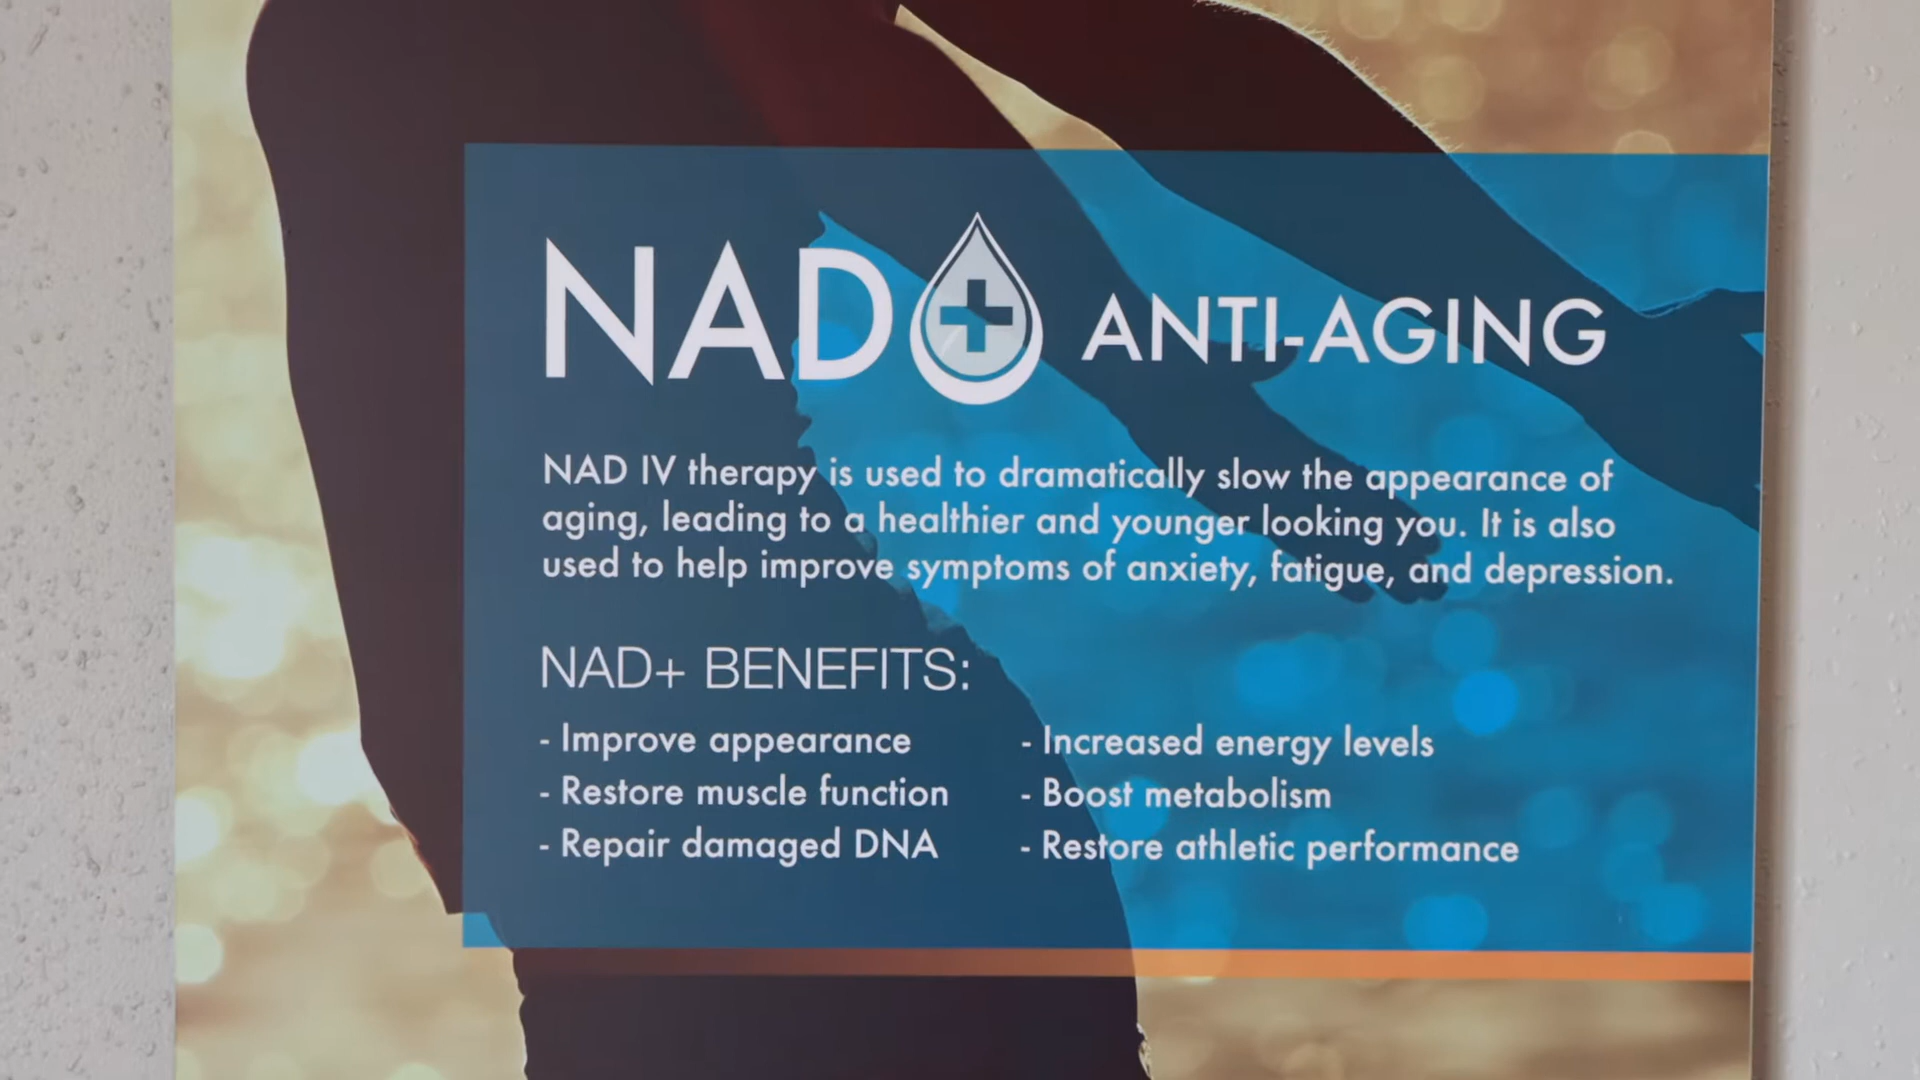 NAD+ ANTI-AGING
NAD IV therapy is used to dramatically slow the appearance of
aging, leading to a healthier and younger looking you. It is also
used to help improve symptoms of anxiety, fatigue, and depression.
NAD+ BENEFITS:
- Improve appearance
- Restore muscle function
- Repair damaged DNA
- Increased energy levels
- Boost metabolism
- Restore athletic performance